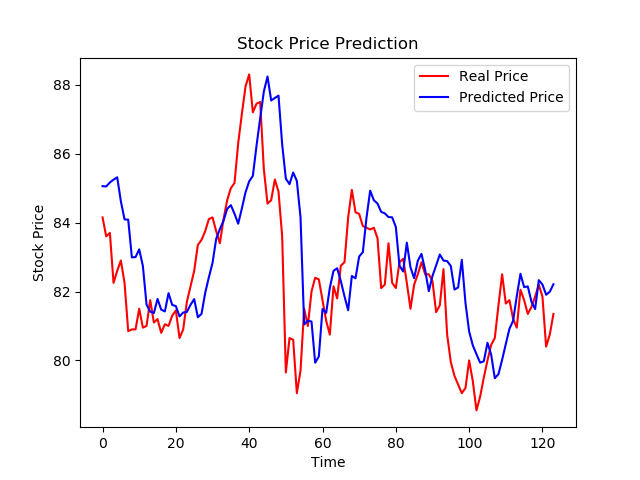 Stock Price Prediction
Real Price
Predicted Price
Stock Price
88
86
84
82
80
0 20 40 60 80 100 120
Time